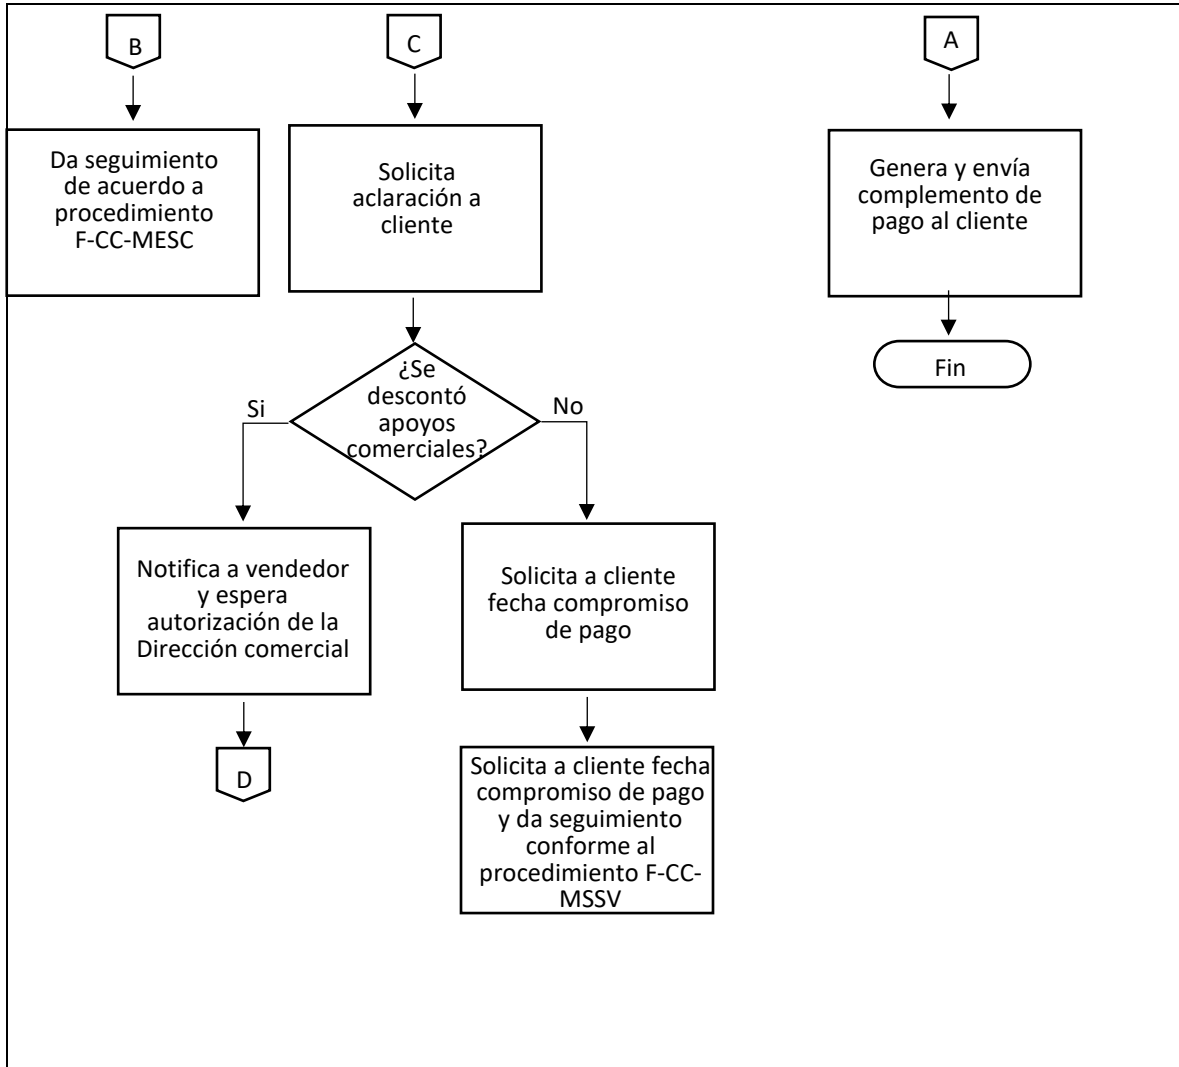 B
C
A
Da seguimiento
de acuerdo a
procedimiento
F-CC-MESC
Solicita
aclaración a
cliente
Genera y envía
complemento de
pago al cliente
Fin
¿Se
descontó
apoyos
comerciales?
Si
No
Notifica a vendedor
y espera
autorización de la
Dirección comercial
Solicita a cliente
fecha compromiso
de pago
D
Solicita a cliente fecha
compromiso de pago
y da seguimiento
conforme al
procedimiento F-CC-
MSSV